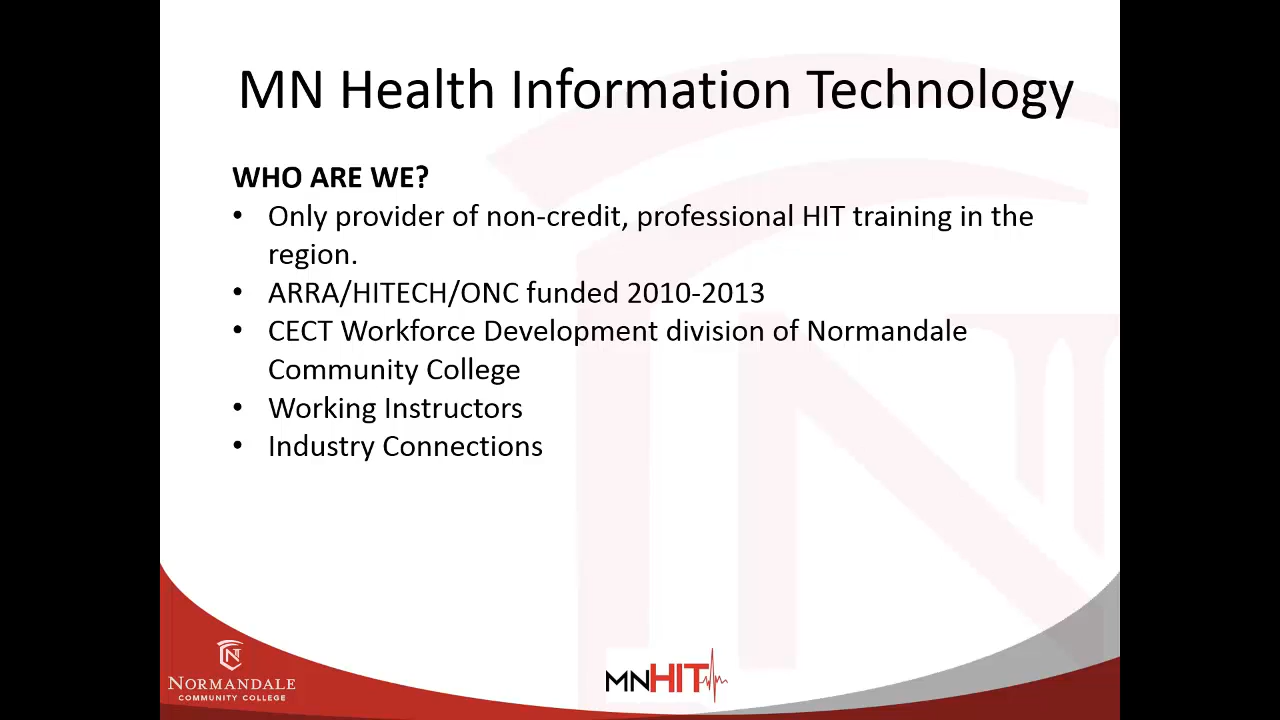 MN Health Information Technology
WHO ARE WE?
• Only provider of non-credit, professional HIT training in the
region.
• ARRA/HITECH/ONC funded 2010-2013
• CECT Workforce Development division of Normandale
Community College
• Working Instructors
• Industry Connections
NORMANDALE
COMMUNITY COLLEGE
MNHIT